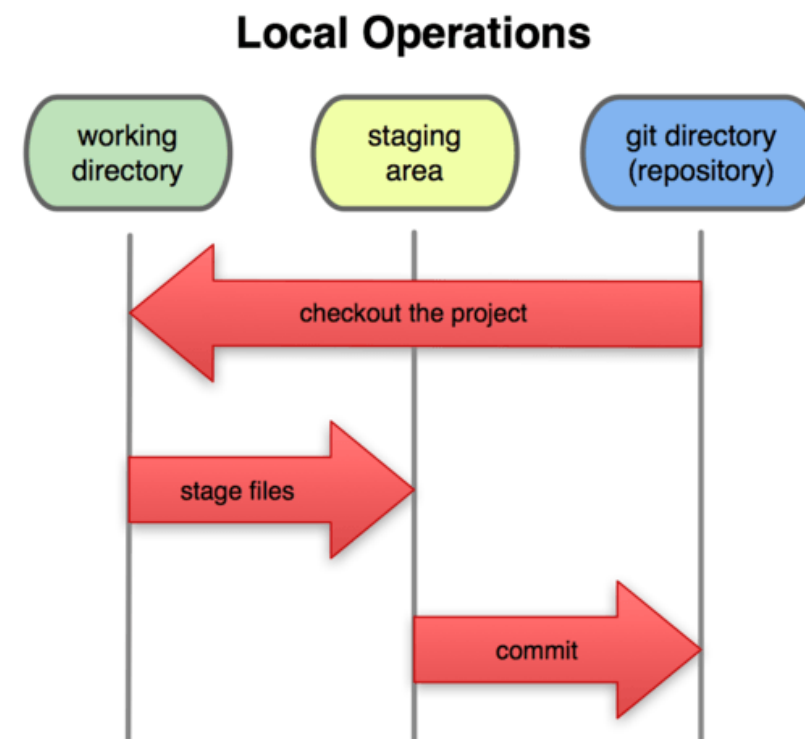 Local Operations
working
directory
staging
area
git directory
(repository)
checkout the project
stage files
commit